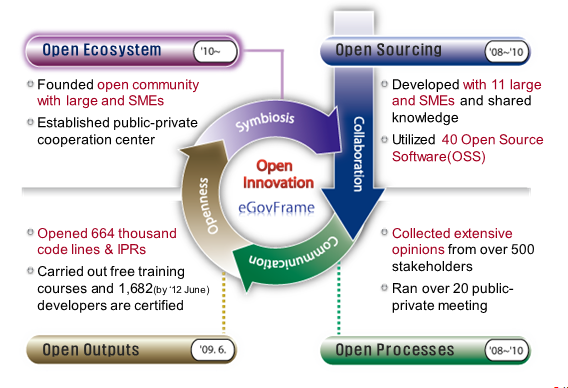 Open Ecosystem
'10~
Founded open community
with large and SMEs
Established public-private
cooperation center
Open Sourcing
'08~'10
Developed with 11 large
and SMEs and shared
knowledge
Utilized 40 Open Source
Software(OSS)
Symbiosis
Collaboration
Communication
Openness
Open
Innovation
eGovFrame
Opened 664 thousand
code lines & IPRs
Carried out free training
courses and 1,682(by '12 June)
developers are certified
Open Outputs
'09. 6.
Collected extensive
opinions from over 500
stakeholders
Ran over 20 public-
private meeting
Open Processes
'08~'10